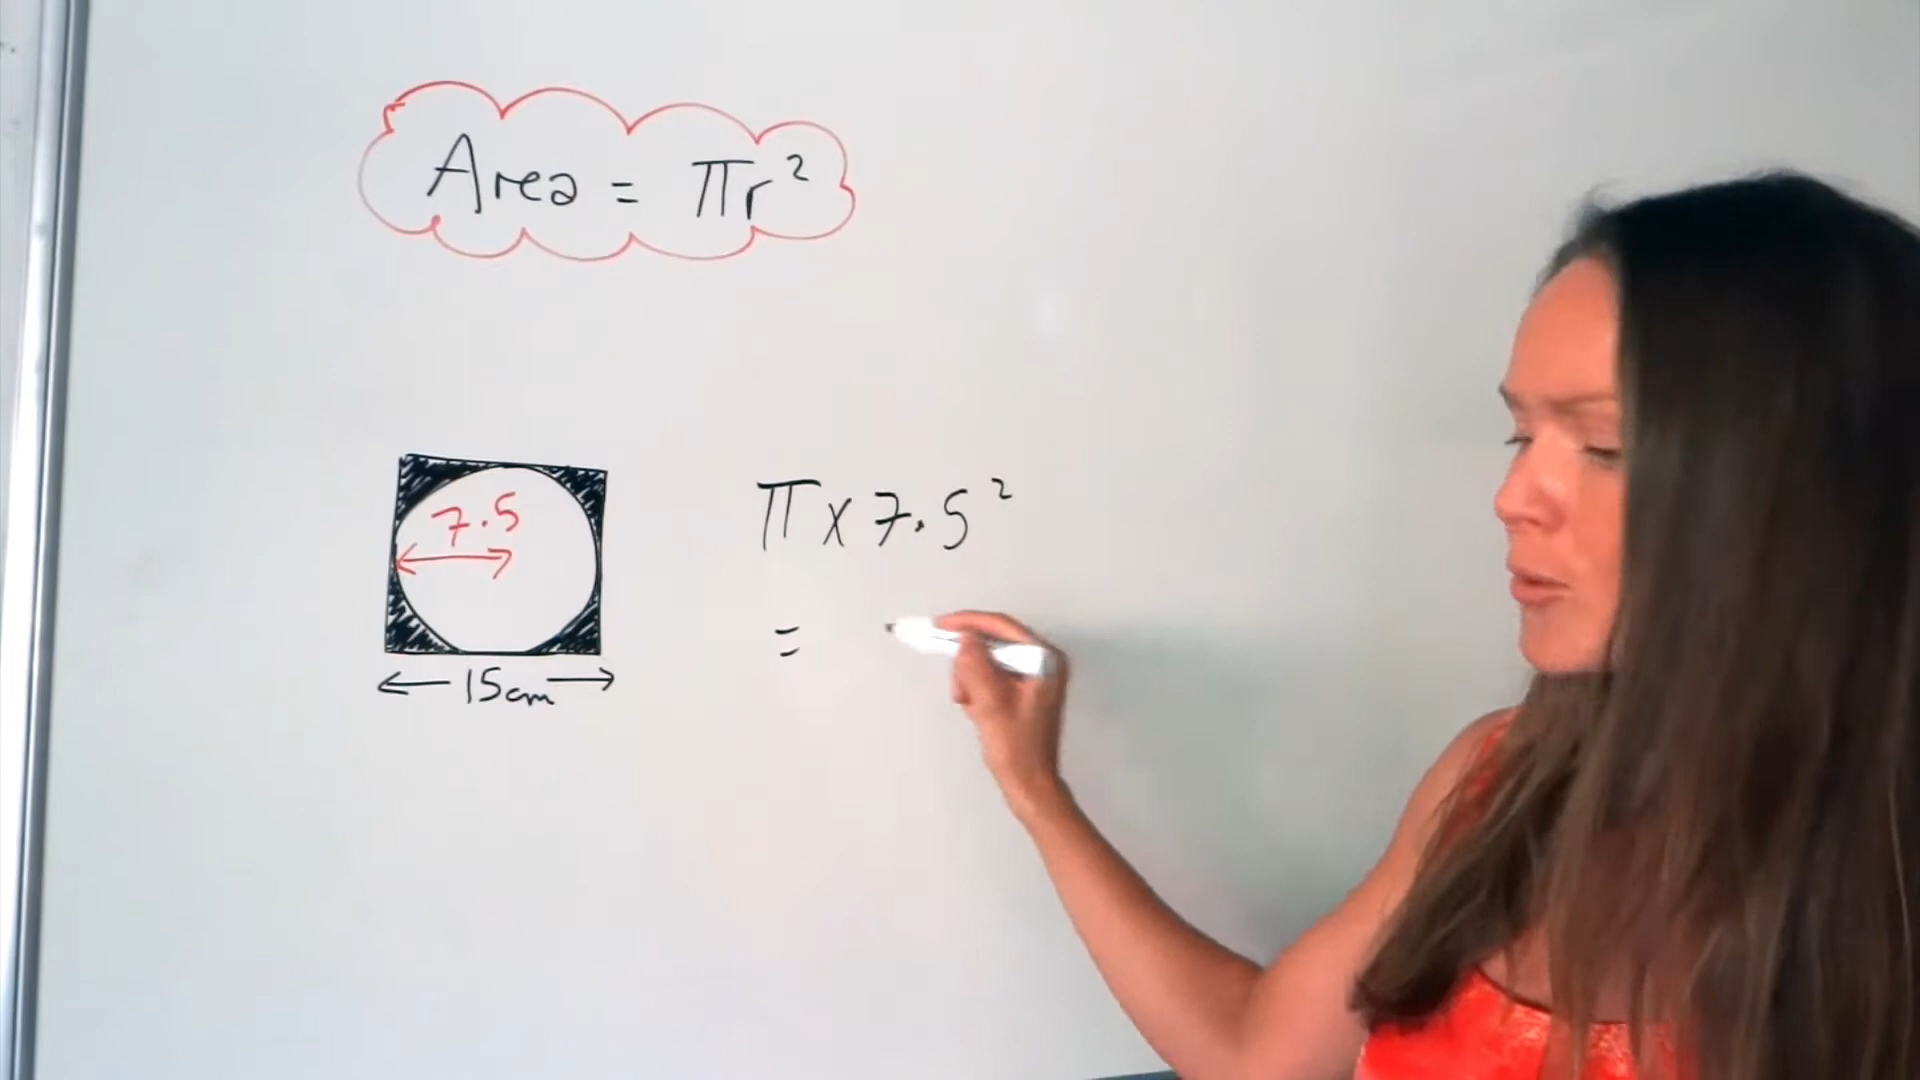 Area = πr²
7.5
15cm
π x 7.5²
=